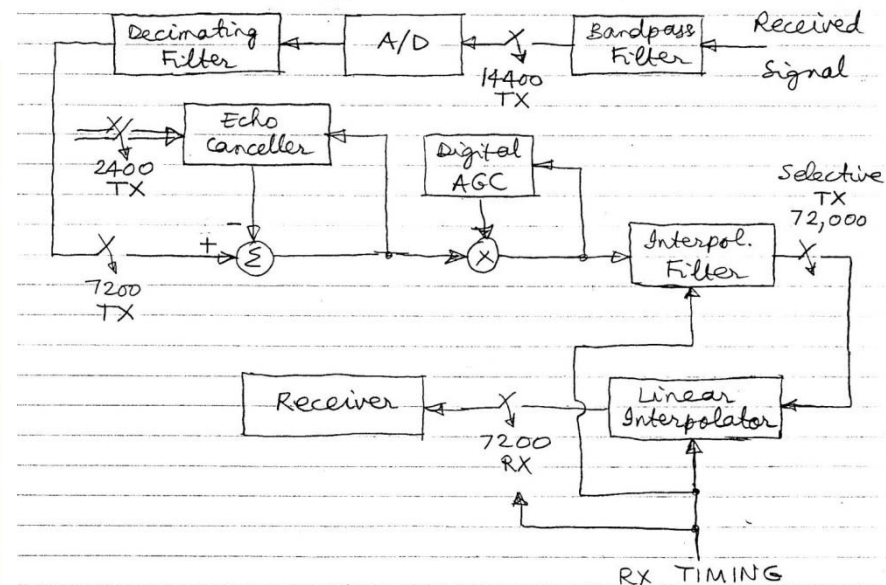 Decimating
Filter
A/D
14400
TX
Bandpass
Filter
Received
Signal
2400
TX
Echo
Canceller
Digital
AGC
Selective
TX
72,000
7200
TX
+
-
Σ
X
Interpol.
Filter
Receiver
7200
RX
Linear
Interpolator
RX TIMING